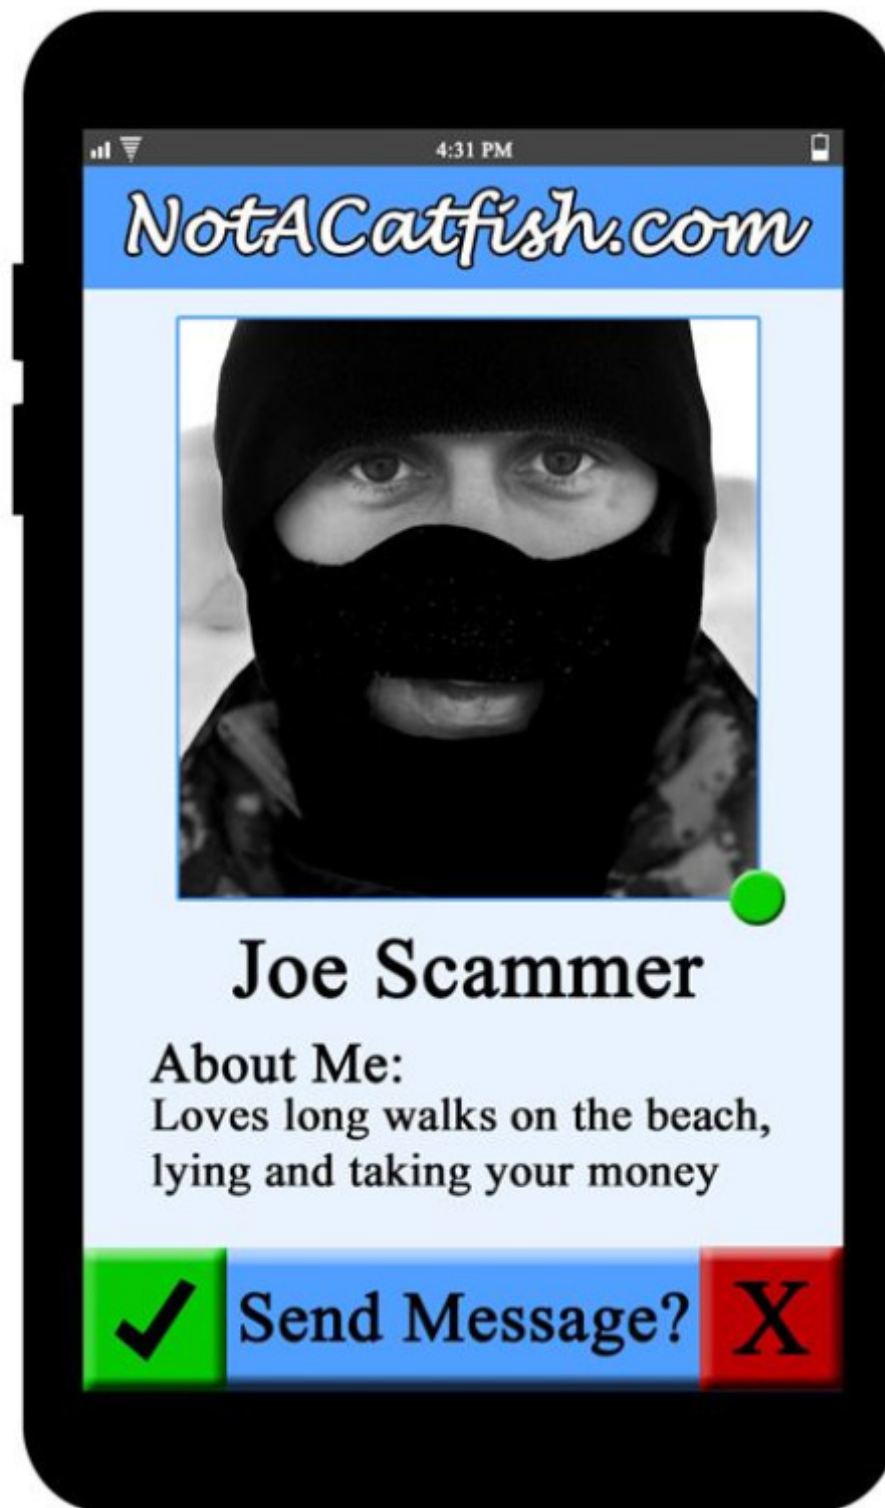 4:31 PM
NotACatfish.com
Joe Scammer
About Me:
Loves long walks on the beach,
lying and taking your money
Send Message?
X